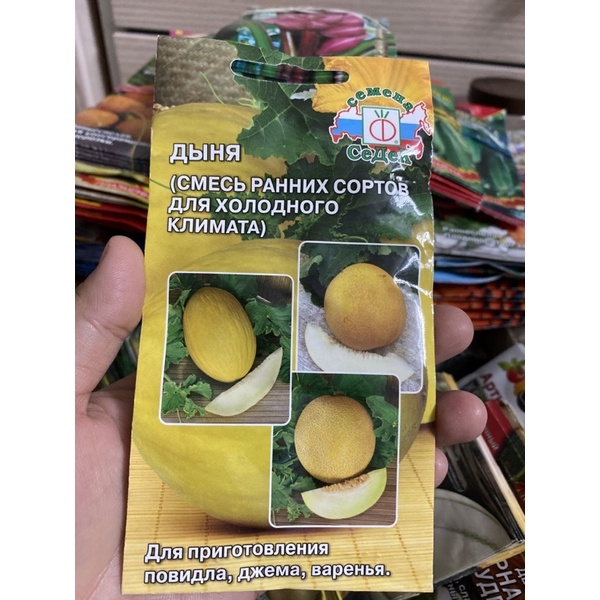 семена
СеДеК
ДЫНЯ
(СМЕСЬ РАННИХ СОРТОВ
ДЛЯ ХОЛОДНОГО
КЛИМАТА)
Для приготовления
повидла, джема, варенья.